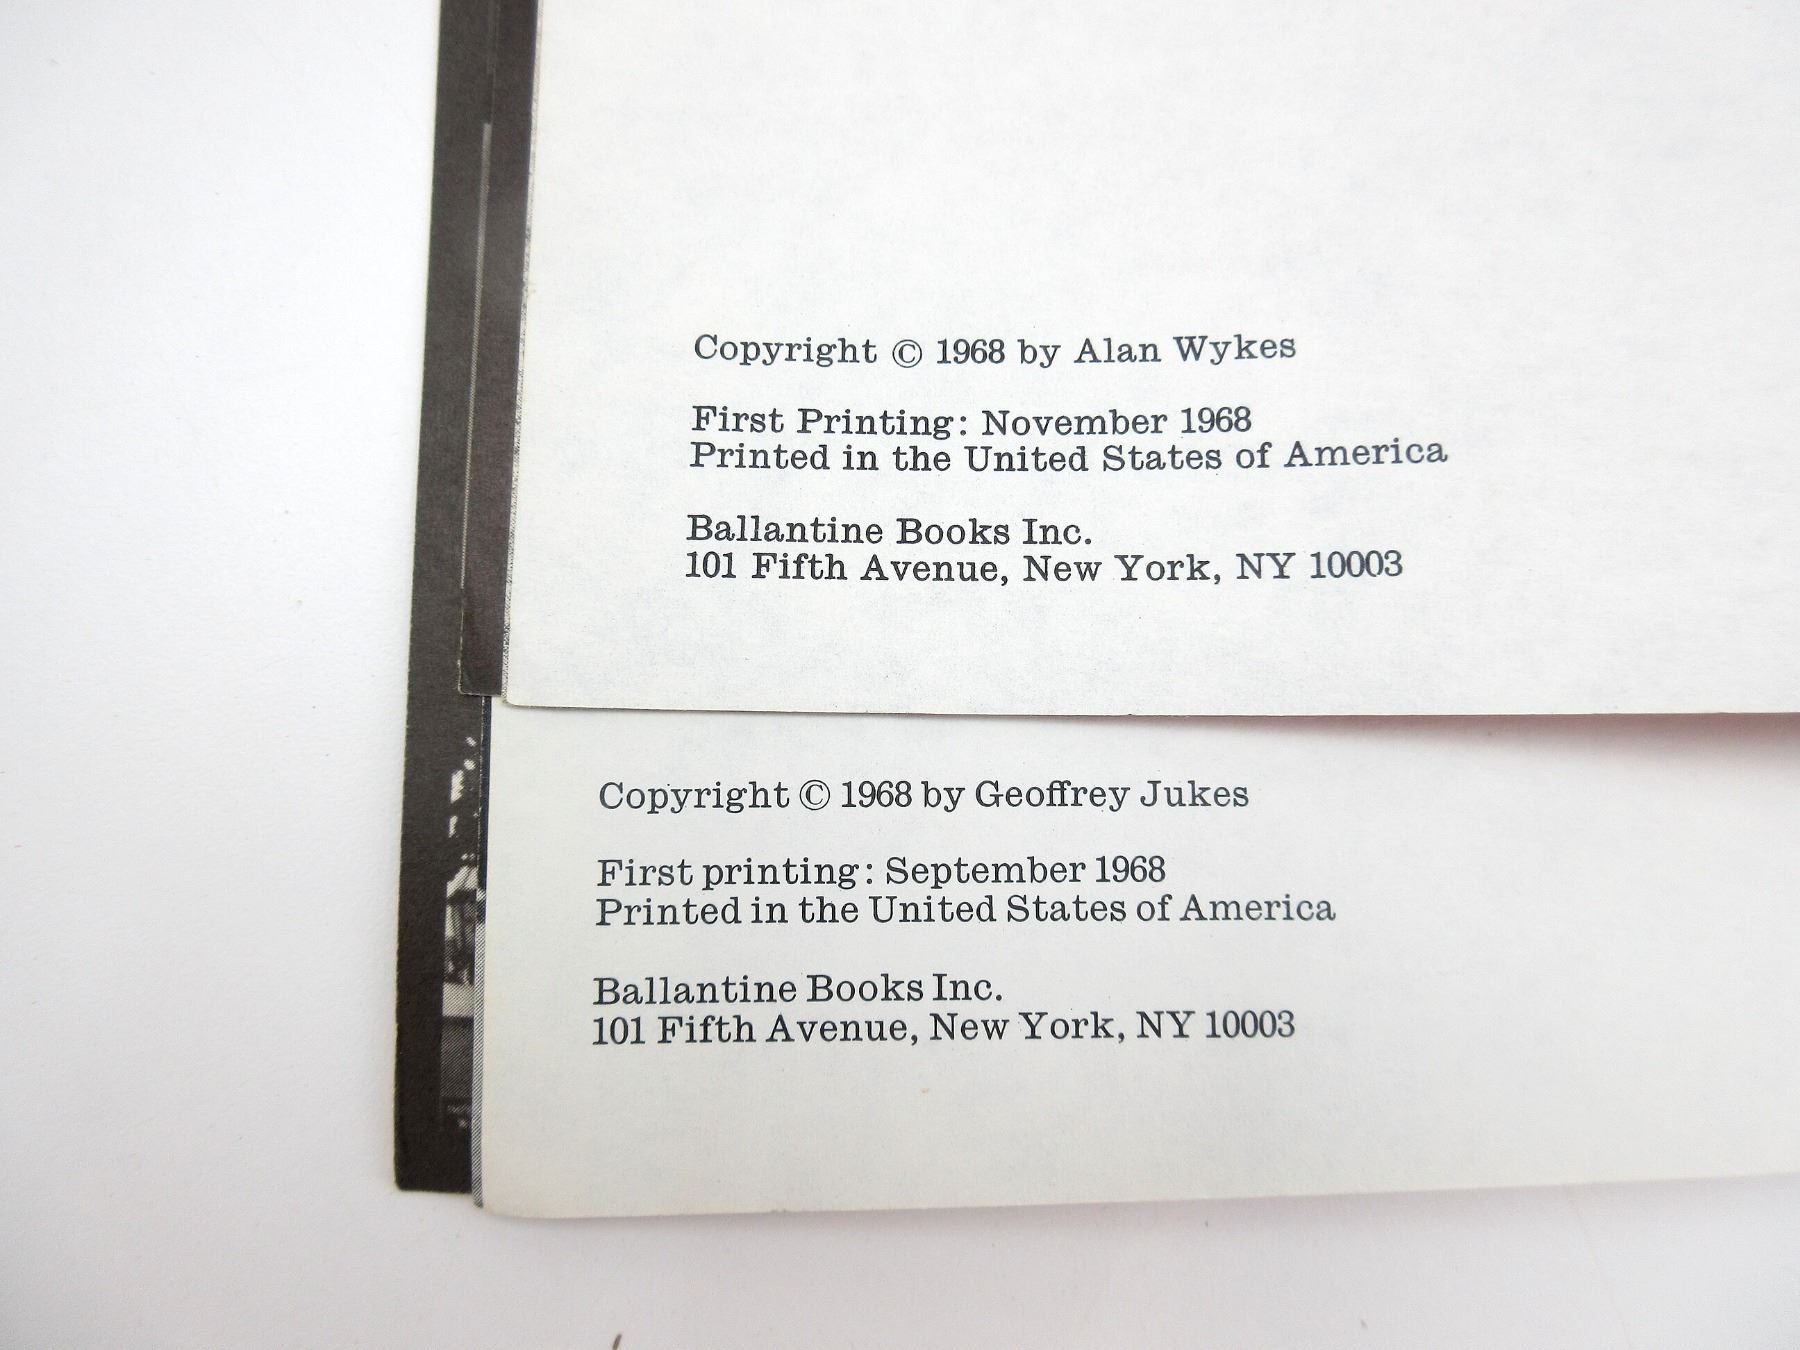 Copyright © 1968 by Alan Wykes
First Printing: November 1968
Printed in the United States of America
Ballantine Books Inc.
101 Fifth Avenue, New York, NY 10003
Copyright © 1968 by Geoffrey Jukes
First printing: September 1968
Printed in the United States of America
Ballantine Books Inc.
101 Fifth Avenue, New York, NY 10003